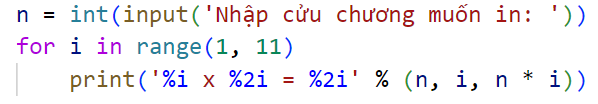 n = int(input('Nhập cửu chương muốn in: '))
for i in range(1, 11)
    print('%i x %2i = %2i' % (n, i, n * i))